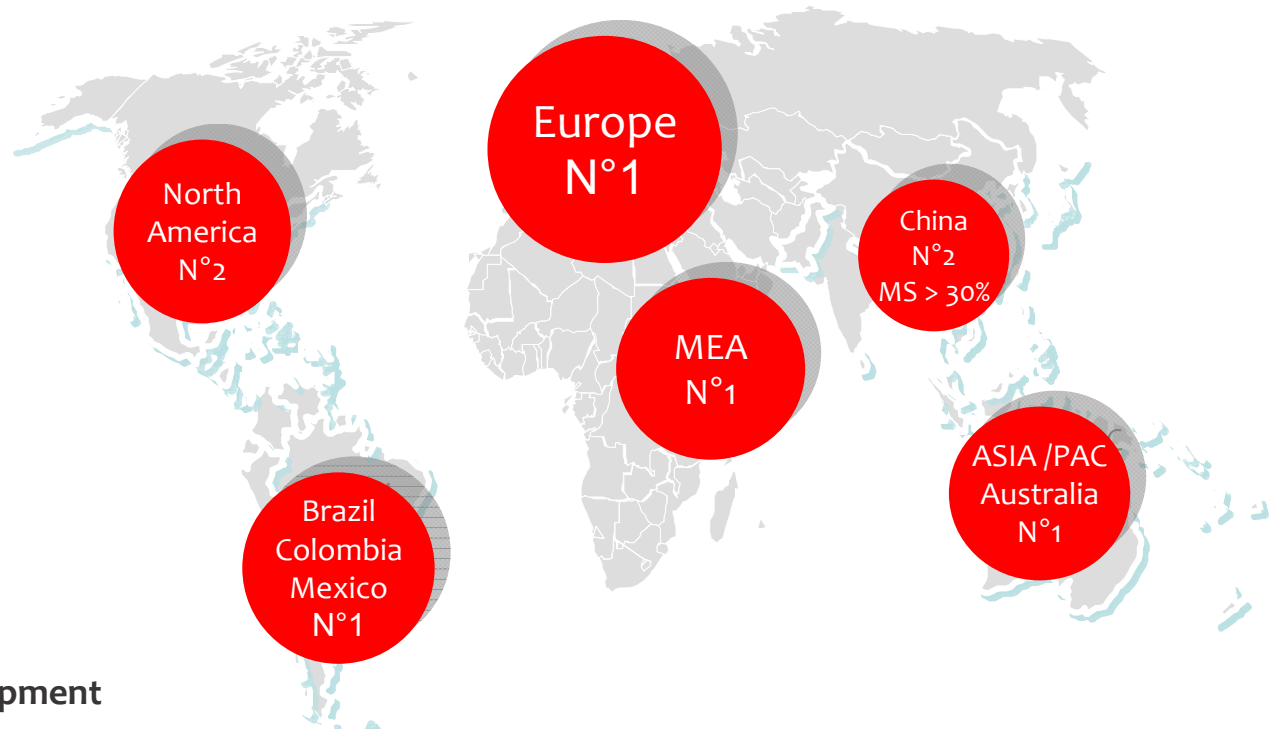 Europe
N°1
North
America
N°2
China
N°2
MS > 30%
MEA
N°1
ASIA /PAC
Australia
N°1
Brazil
Colombia
Mexico
N°1
pment